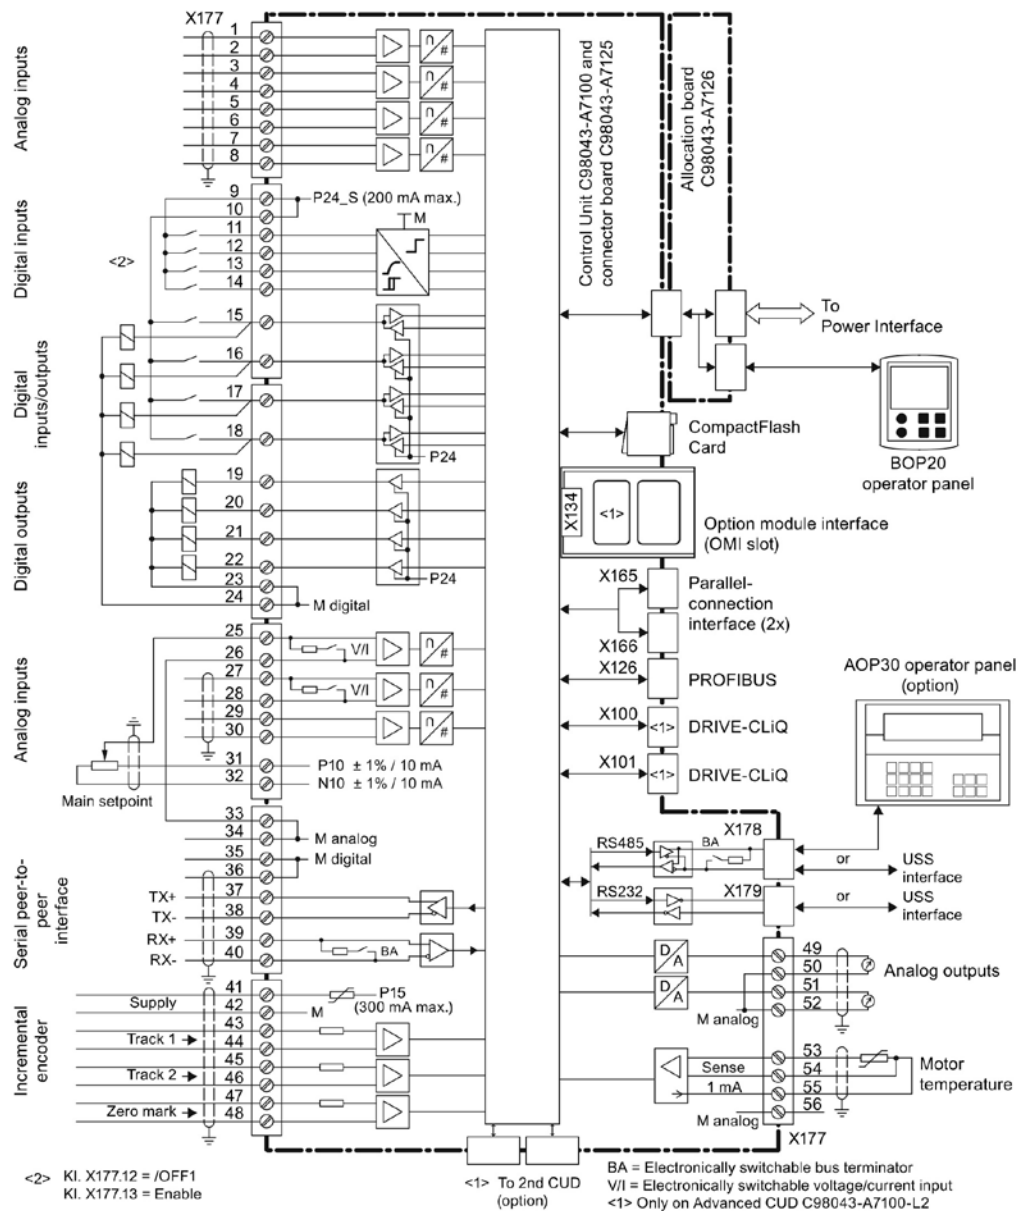 X177
Analog inputs
1
2
3
4
5
6
7
8
∩
#
∩
#
∩
#
∩
#
Digital inputs
<2>
9
10
11
12
13
14
P24_S (200 mA max.)
M
Digital
inputs/outputs
15
16
17
18
P24
Digital outputs
19
20
21
22
23
24
P24
M digital
Analog inputs
25
26
27
28
29
30
31
32
V/I
V/I
∩
#
∩
#
∩
#
P10 ± 1% / 10 mA
N10 ± 1% / 10 mA
Main setpoint
33
34
35
36
M analog
M digital
Serial peer-to-
peer
interface
TX+
TX-
RX+
RX-
37
38
39
40
BA
Incremental
encoder
Supply
Track 1
Track 2
Zero mark
41
42
43
44
45
46
47
48
P15
(300 mA max.)
M
Control Unit C98043-A7100 and
connector board C98043-A7125
Allocation board
C98043-A7126
To
Power Interface
BOP20
operator panel
CompactFlash
Card
X134
<1>
Option module interface
(OMI slot)
X165
X166
Parallel-
connection
interface (2x)
X126
PROFIBUS
X100
<1>
DRIVE-CLiQ
X101
<1>
DRIVE-CLiQ
AOP30 operator panel
(option)
RS485
BA
X178
or
USS
interface
RS232
X179
or
USS
interface
D
A
D
A
49
50
51
52
M analog
Analog outputs
Sense
1 mA
53
54
55
56
M analog
Motor
temperature
X177
<2> Kl. X177.12 = /OFF1
Kl. X177.13 = Enable
<1> To 2nd CUD
(option)
BA = Electronically switchable bus terminator
V/I = Electronically switchable voltage/current input
<1> Only on Advanced CUD C98043-A7100-L2